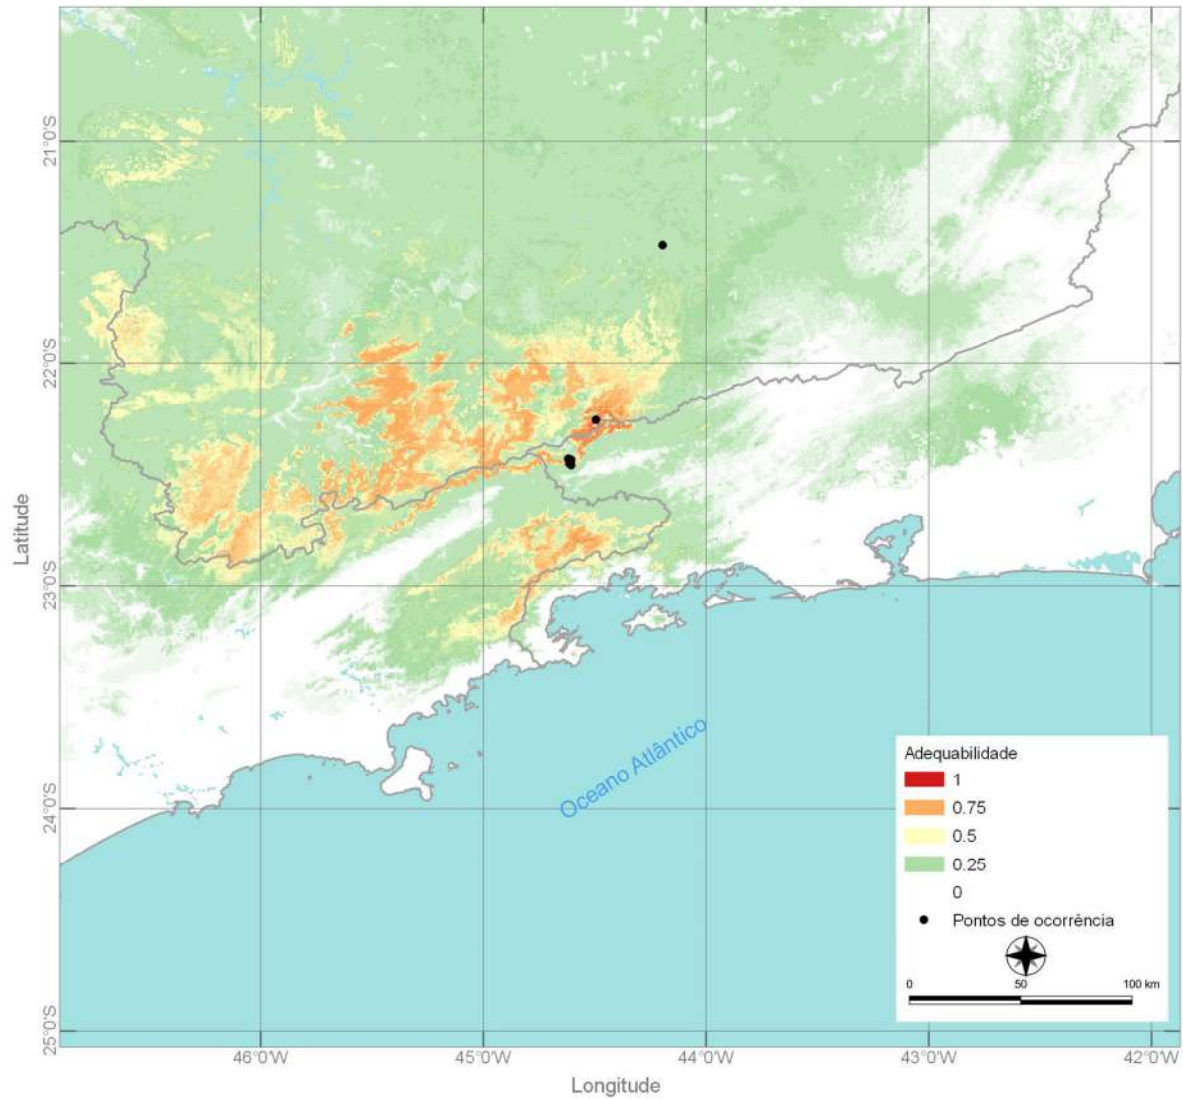 21°0'S
22°0'S
23°0'S
24°0'S
25°0'S
Latitude
Oceano Atlântico
Adequabilidade
1
0.75
0.5
0.25
0
Pontos de ocorrência
0 50 100 km
46°0'W 45°0'W 44°0'W 43°0'W 42°0'W
Longitude